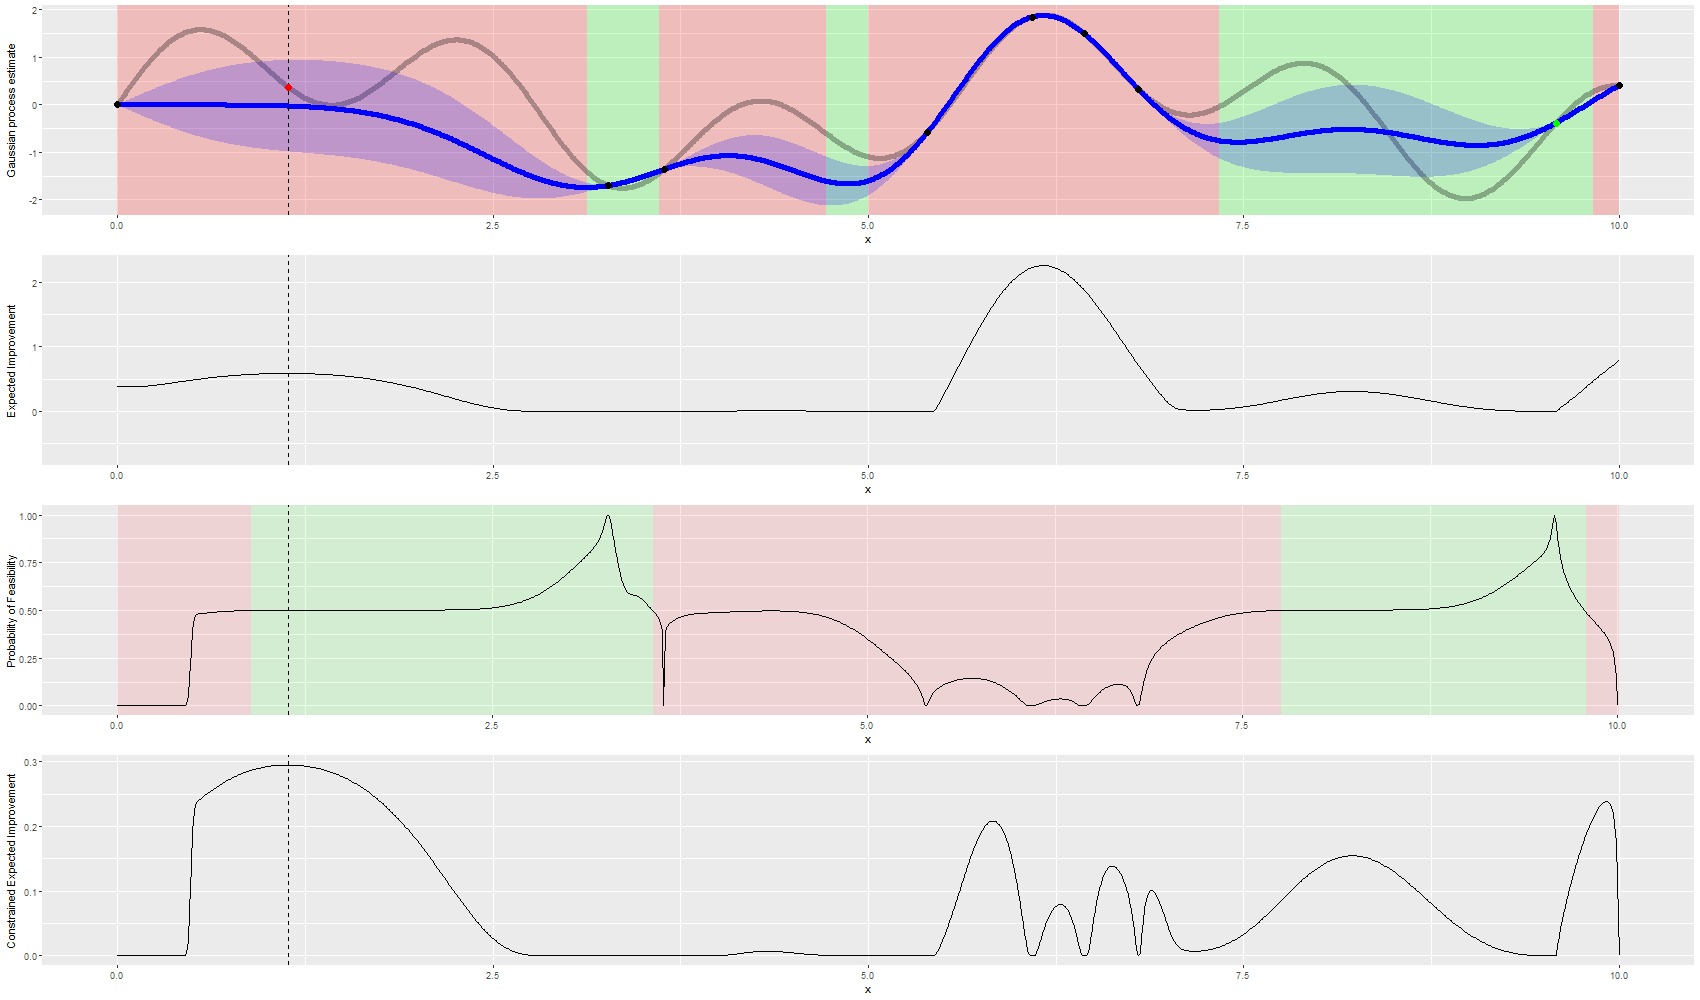 Gaussian process estimate
2
1
0
-1
-2
0.0 2.5 5.0 7.5 10.0
x
Expected Improvement
2
1
0
0.0 2.5 5.0 7.5 10.0
x
Probability of Feasibility
1.00
0.75
0.50
0.25
0.00
0.0 2.5 5.0 7.5 10.0
x
Constrained Expected Improvement
0.3
0.2
0.1
0.0
0.0 2.5 5.0 7.5 10.0
x